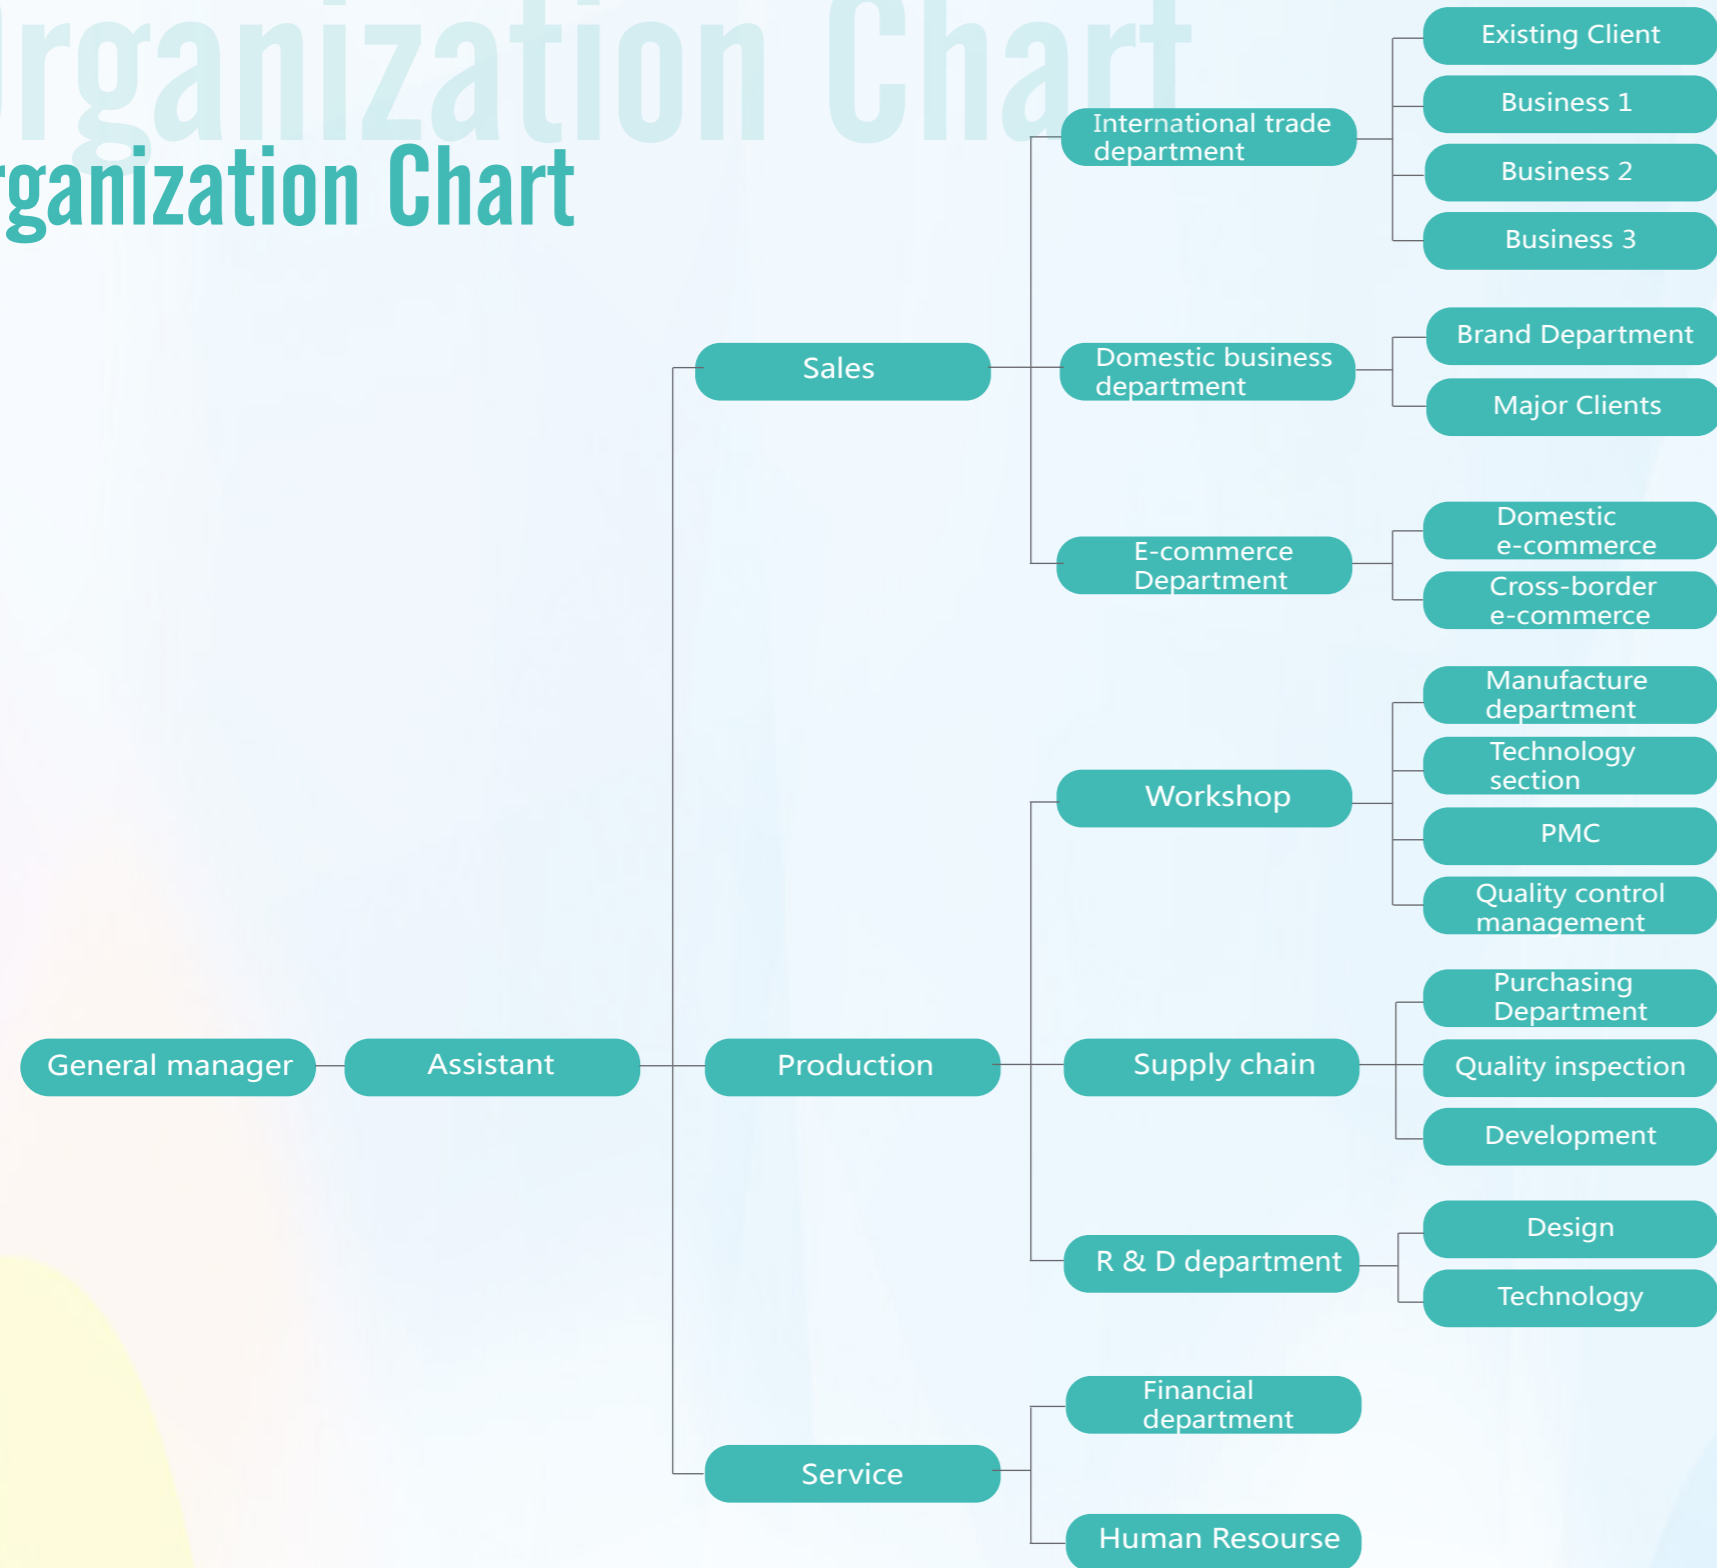 rganization Chart
rganization Chart
Existing Client
Business 1
International trade
department
Business 2
Business 3
Brand Department
Sales
Domestic business
department
Major Clients
Domestic
e-commerce
E-commerce
Department
Cross-border
e-commerce
Manufacture
department
Technology
section
Workshop
PMC
Quality control
management
Purchasing
Department
General manager
Assistant
Production
Supply chain
Quality inspection
Development
Design
R & D department
Technology
Financial
department
Service
Human Resourse